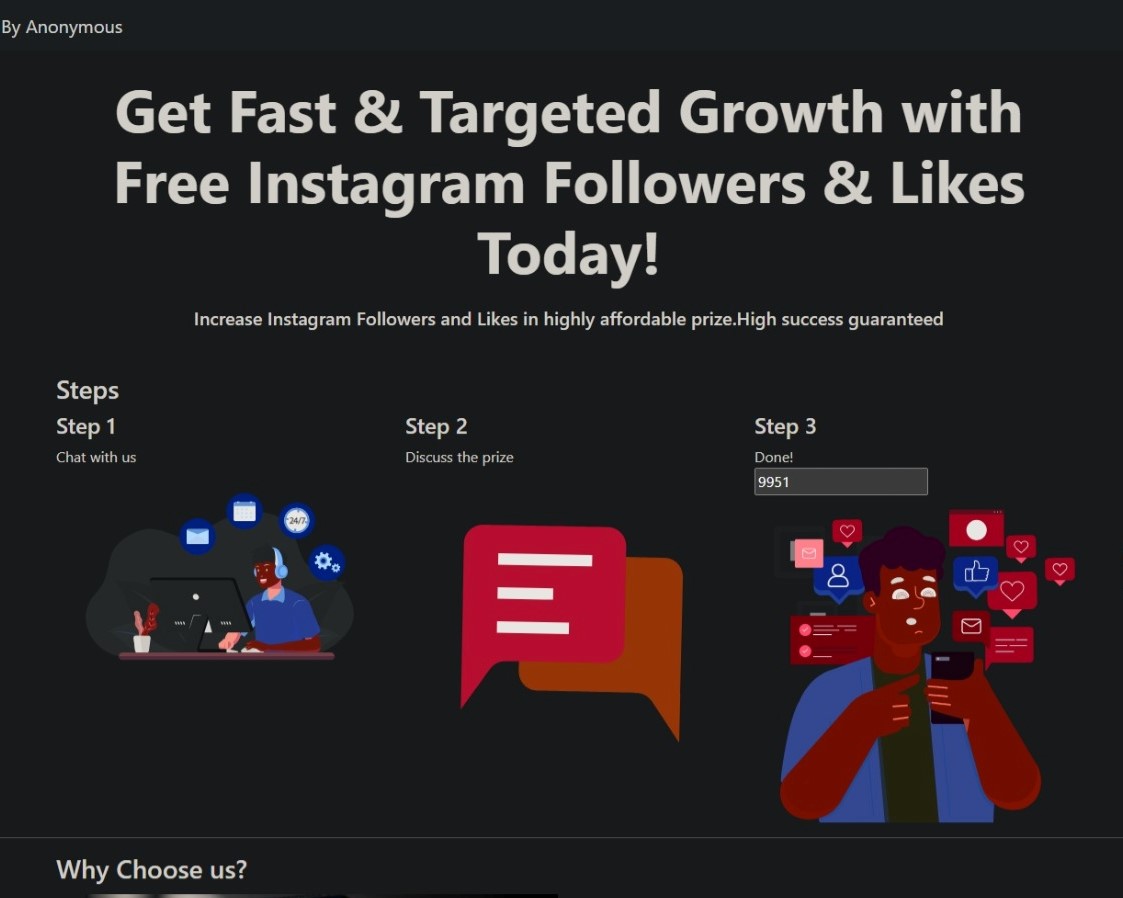 By Anonymous
Get Fast & Targeted Growth with
Free Instagram Followers & Likes
Today!
Increase Instagram Followers and Likes in highly affordable prize.High success guaranteed
Steps
Step 1
Chat with us
24/7
Step 2
Discuss the prize
Step 3
Done!
9951
Why Choose us?